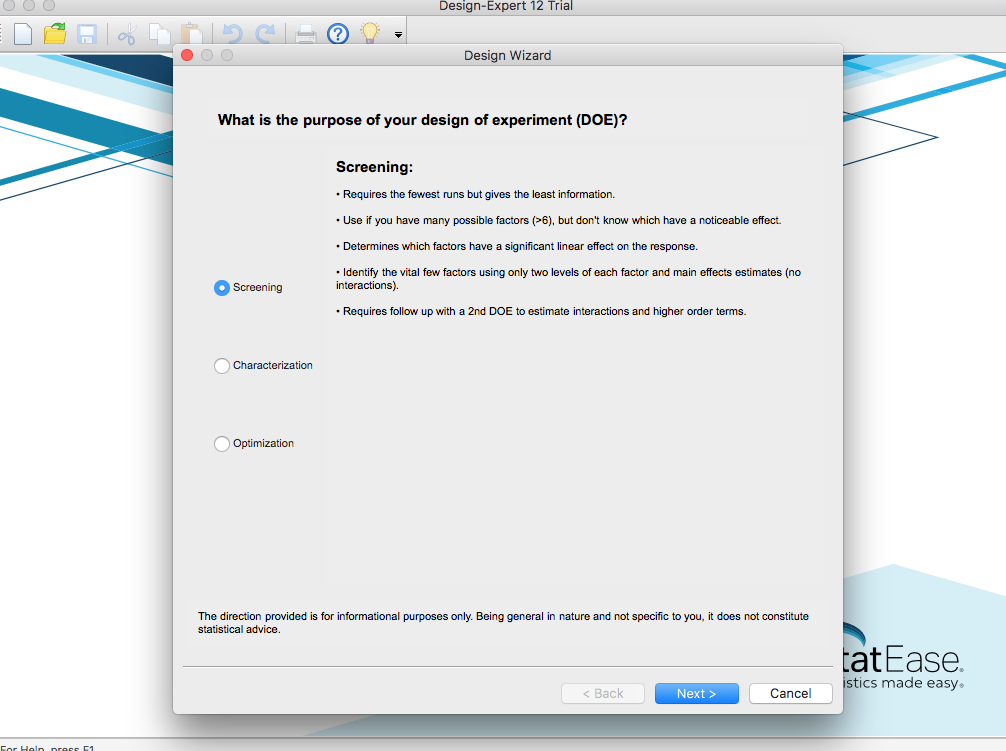 Design-Expert 12 Trial
Design Wizard
What is the purpose of your design of experiment (DOE)?
Screening:
• Requires the fewest runs but gives the least information.
• Use if you have many possible factors (>6), but don't know which have a noticeable effect.
• Determines which factors have a significant linear effect on the response.
• Identify the vital few factors using only two levels of each factor and main effects estimates (no
interactions).
• Requires follow up with a 2nd DOE to estimate interactions and higher order terms.
Screening
Characterization
Optimization
The direction provided is for informational purposes only. Being general in nature and not specific to you, it does not constitute
statistical advice.
tatEase®
istics made easy®
< Back
Next >
Cancel
For Help, press F1